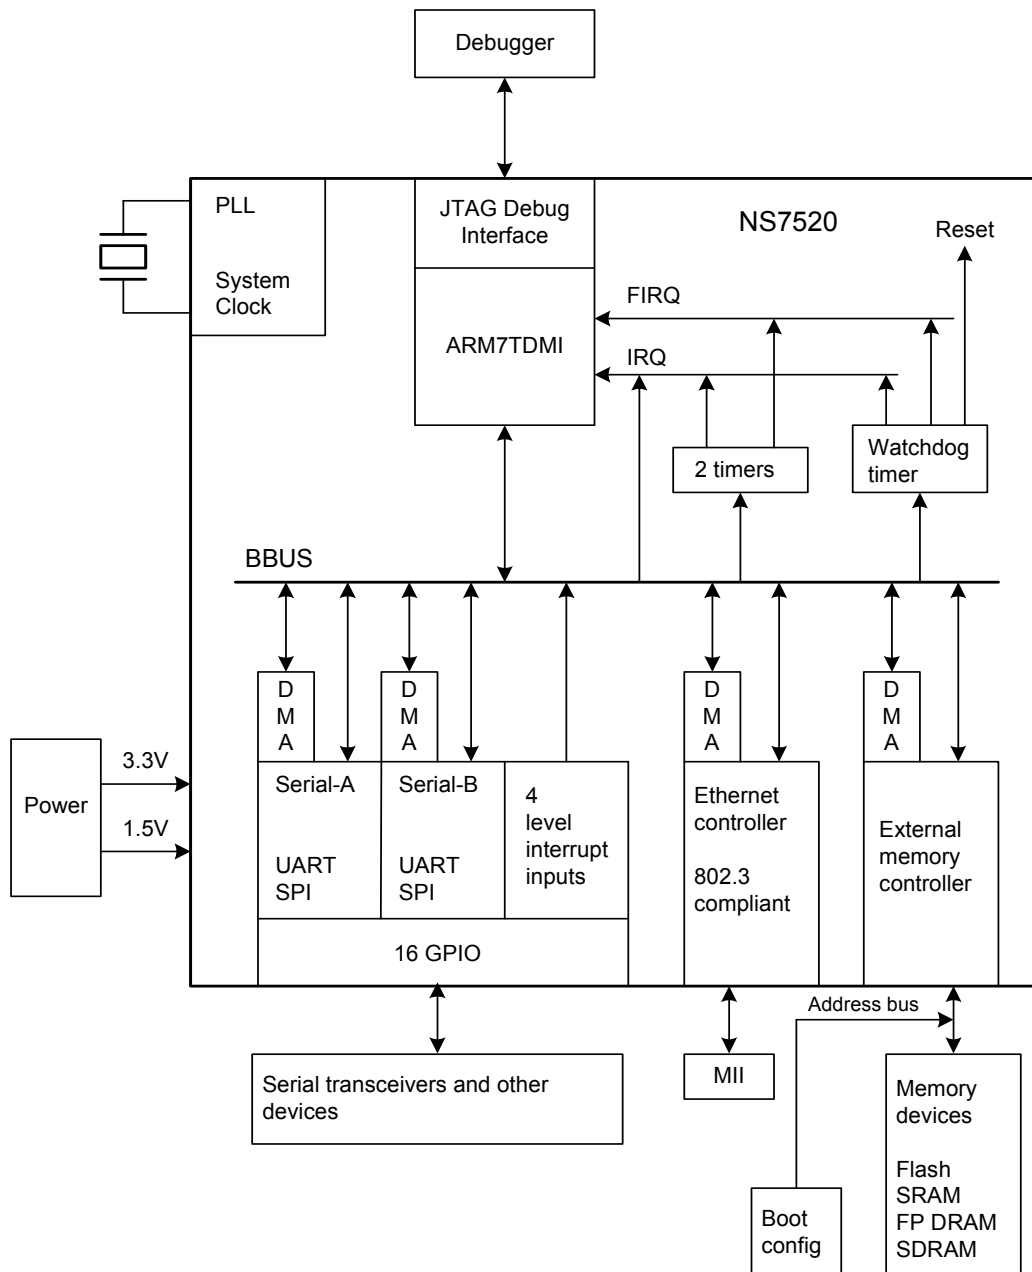 Debugger
PLL
System
Clock
JTAG Debug
Interface
NS7520
Reset
FIRQ
ARM7TDMI
IRQ
2 timers
Watchdog
timer
BBUS
D
M
A
D
M
A
D
M
A
D
M
A
Power
3.3V
1.5V
Serial-A
UART
SPI
Serial-B
UART
SPI
4
level
interrupt
inputs
Ethernet
controller
802.3
compliant
External
memory
controller
16 GPIO
Address bus
Serial transceivers and other
devices
MII
Memory
devices
Flash
SRAM
FP DRAM
SDRAM
Boot
config